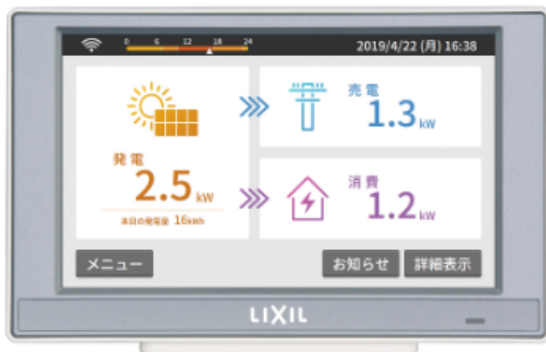 0 6 12 18 24
2019/4/22 (月) 16:38
発電
2.5 kW
本日の発電量 16kWh
売電
1.3 kW
消費
1.2 kW
メニュー
お知らせ
詳細表示
LIXIL